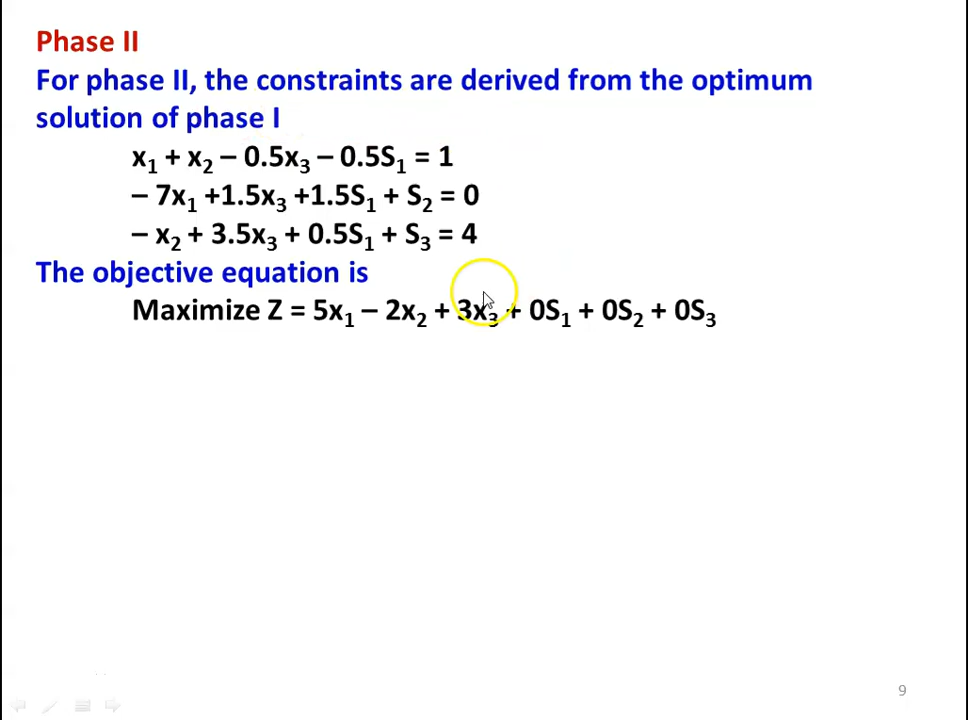 Phase II
For phase II, the constraints are derived from the optimum
solution of phase I
x₁ + x₂ – 0.5x₃ – 0.5S₁ = 1
– 7x₁ +1.5x₃ +1.5S₁ + S₂ = 0
– x₂ + 3.5x₃ + 0.5S₁ + S₃ = 4
The objective equation is
Maximize Z = 5x₁ – 2x₂ + 3x₃ + 0S₁ + 0S₂ + 0S₃
9